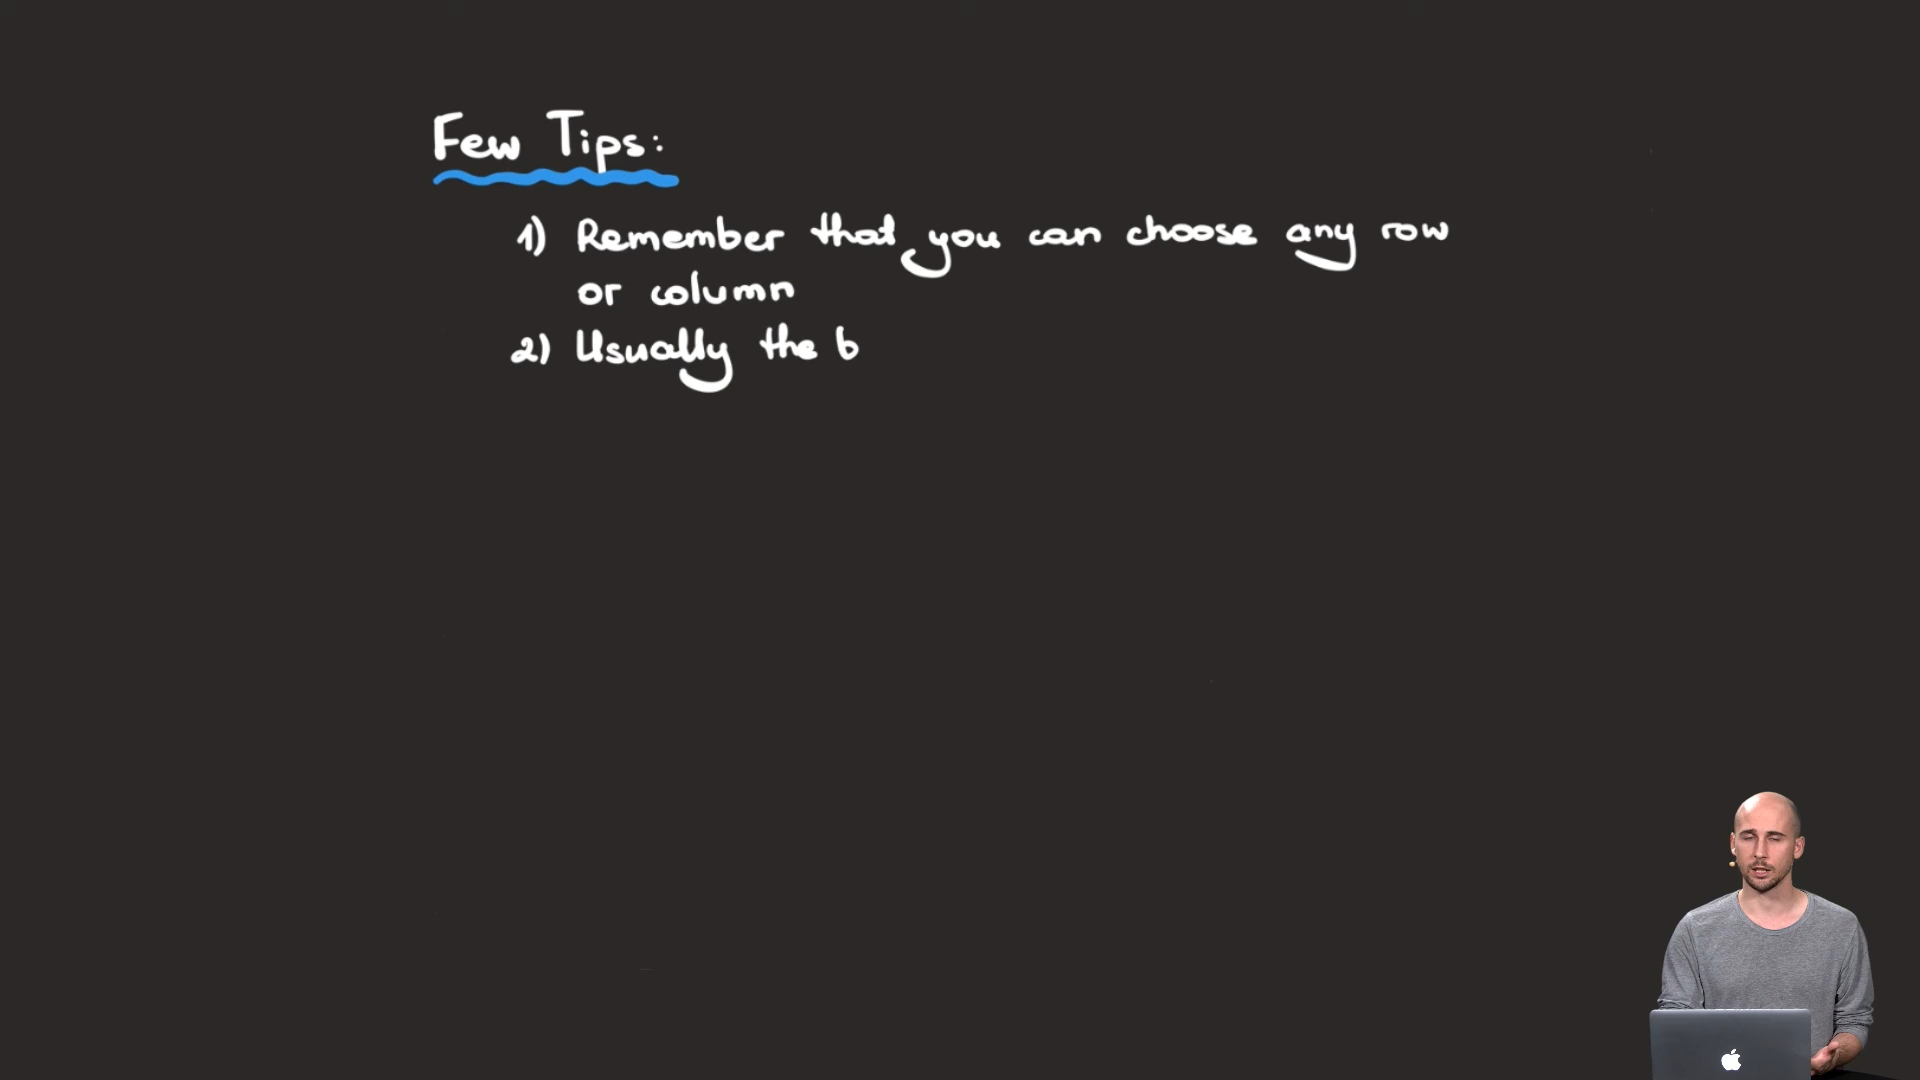 Few Tips:
1) Remember that you can choose any row
or column
2) Usually the b